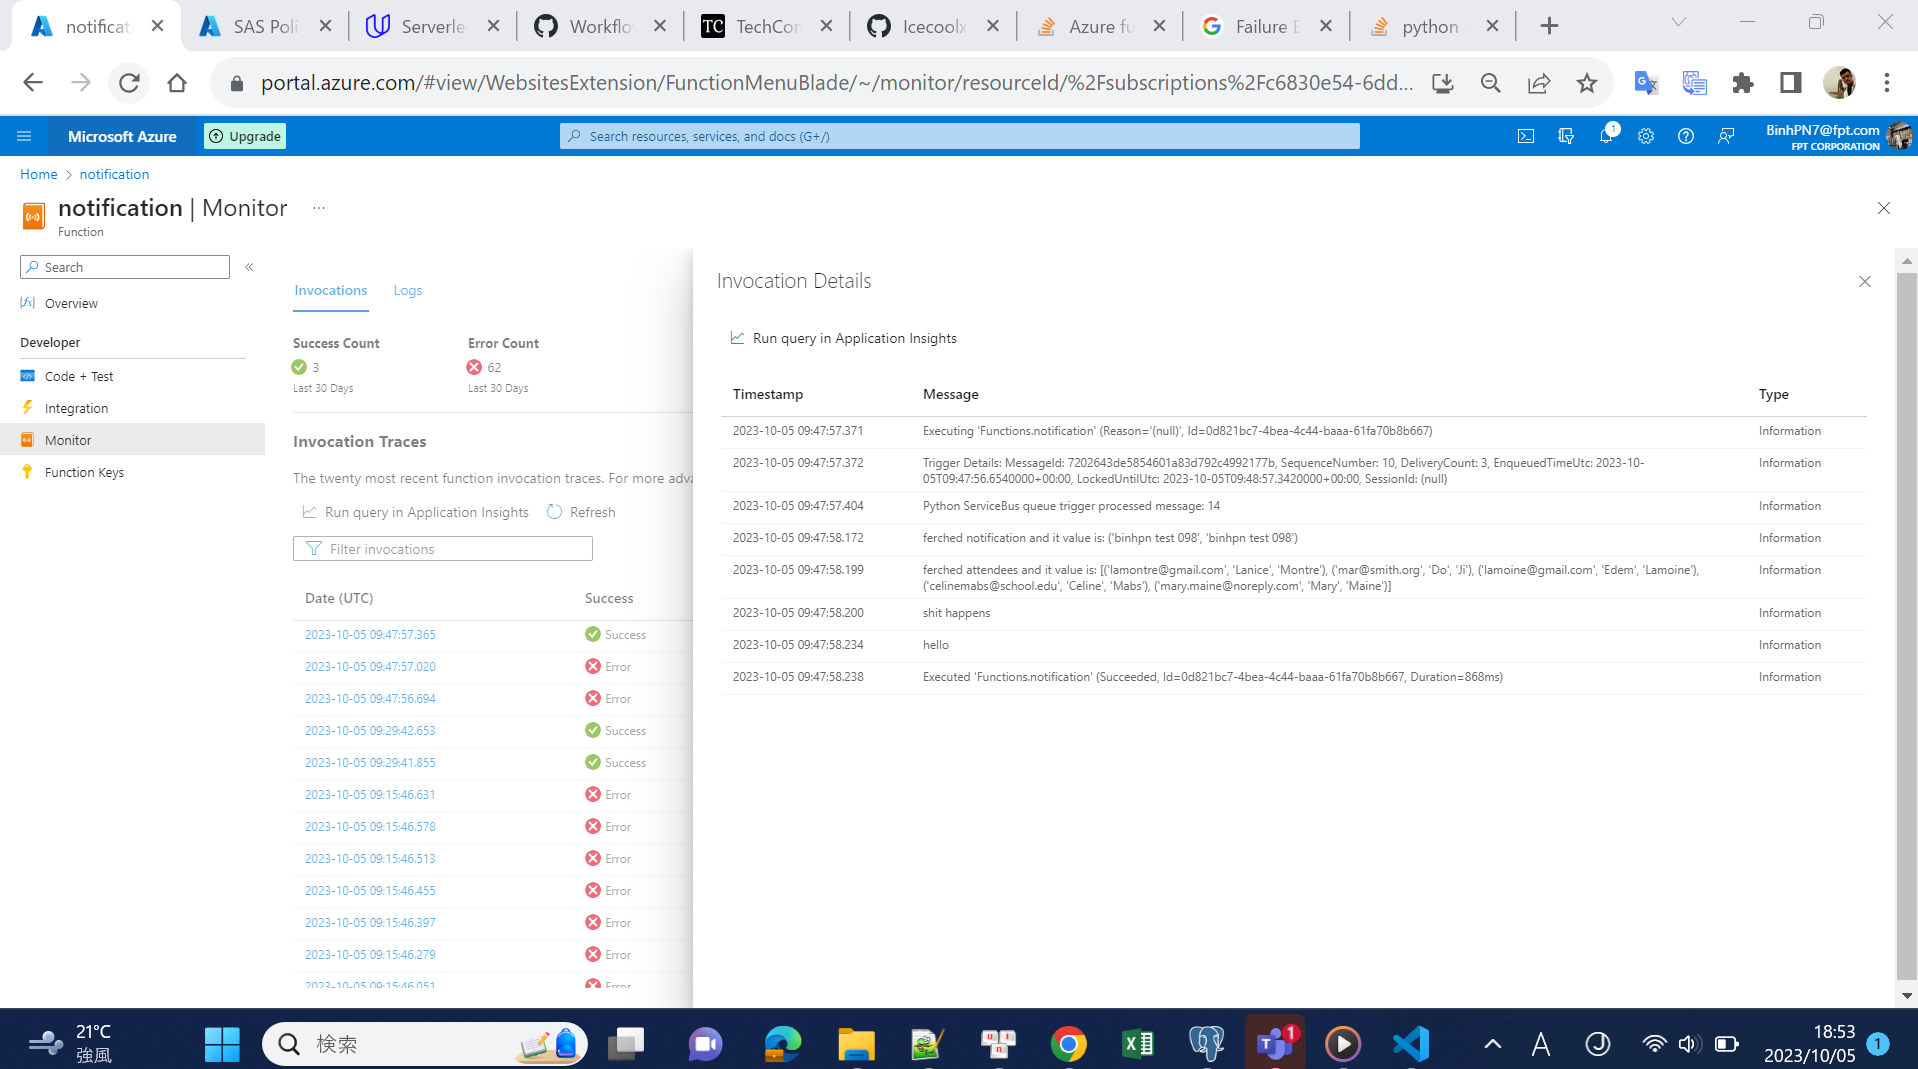 notificat
SAS Poli
Serverles
Workflo
TC
TechCon
Icecoolx
Azure fu
Failure E
python
portal.azure.com/#view/WebsitesExtension/FunctionMenuBlade/~/monitor/resourceId/%2Fsubscriptions%2Fc6830e54-6dd...
Microsoft Azure
Upgrade
Search resources, services, and docs (G+/)
1
BinhPN7@fpt.com
FPT CORPORATION
Home > notification
notification | Monitor ...
Function
Search
«
Overview
Developer
Code + Test
Integration
Monitor
Function Keys
Invocations Logs
Success Count Error Count
3 62
Last 30 Days Last 30 Days
Invocation Traces
The twenty most recent function invocation traces. For more adva
Run query in Application Insights Refresh
Filter invocations
Date (UTC) Success
2023-10-05 09:47:57.365 Success
2023-10-05 09:47:57.020 Error
2023-10-05 09:47:56.694 Error
2023-10-05 09:29:42.653 Success
2023-10-05 09:29:41.855 Success
2023-10-05 09:15:46.631 Error
2023-10-05 09:15:46.578 Error
2023-10-05 09:15:46.513 Error
2023-10-05 09:15:46.455 Error
2023-10-05 09:15:46.397 Error
2023-10-05 09:15:46.279 Error
2023-10-05 09:15:46.051 Error
Invocation Details
Run query in Application Insights
Timestamp Message Type
2023-10-05 09:47:57.371 Executing 'Functions.notification' (Reason='(null)', Id=0d821bc7-4bea-4c44-baaa-61fa70b8b667) Information
2023-10-05 09:47:57.372 Trigger Details: MessageId: 7202643de5854601a83d792c4992177b, SequenceNumber: 10, DeliveryCount: 3, EnqueuedTimeUtc: 2023-10- Information
05T09:47:56.6540000+00:00, LockedUntilUtc: 2023-10-05T09:48:57.3420000+00:00, SessionId: (null)
2023-10-05 09:47:57.404 Python ServiceBus queue trigger processed message: 14 Information
2023-10-05 09:47:58.172 ferched notification and it value is: ('binhpn test 098', 'binhpn test 098') Information
2023-10-05 09:47:58.199 ferched attendees and it value is: [('lamontre@gmail.com', 'Lanice', 'Montre'), ('mar@smith.org', 'Do', 'Ji'), ('lamoine@gmail.com', 'Edem', 'Lamoine'), Information
('celinemabs@school.edu', 'Celine', 'Mabs'), ('mary.maine@noreply.com', 'Mary', 'Maine')]
2023-10-05 09:47:58.200 shit happens Information
2023-10-05 09:47:58.234 hello Information
2023-10-05 09:47:58.238 Executed 'Functions.notification' (Succeeded, Id=0d821bc7-4bea-4c44-baaa-61fa70b8b667, Duration=868ms) Information
21°C
強風
検索
1
A
J
18:53
2023/10/05
1